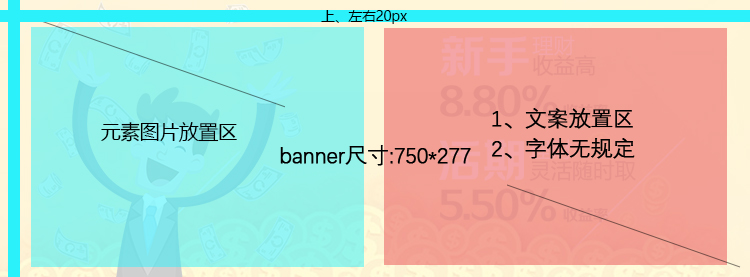 上、左右20px
新手理财
收益高
8.80%
元素图片放置区
1、文案放置区
banner尺寸:750*277
2、字体无规定
活期
灵活随时取
5.50%
收益率